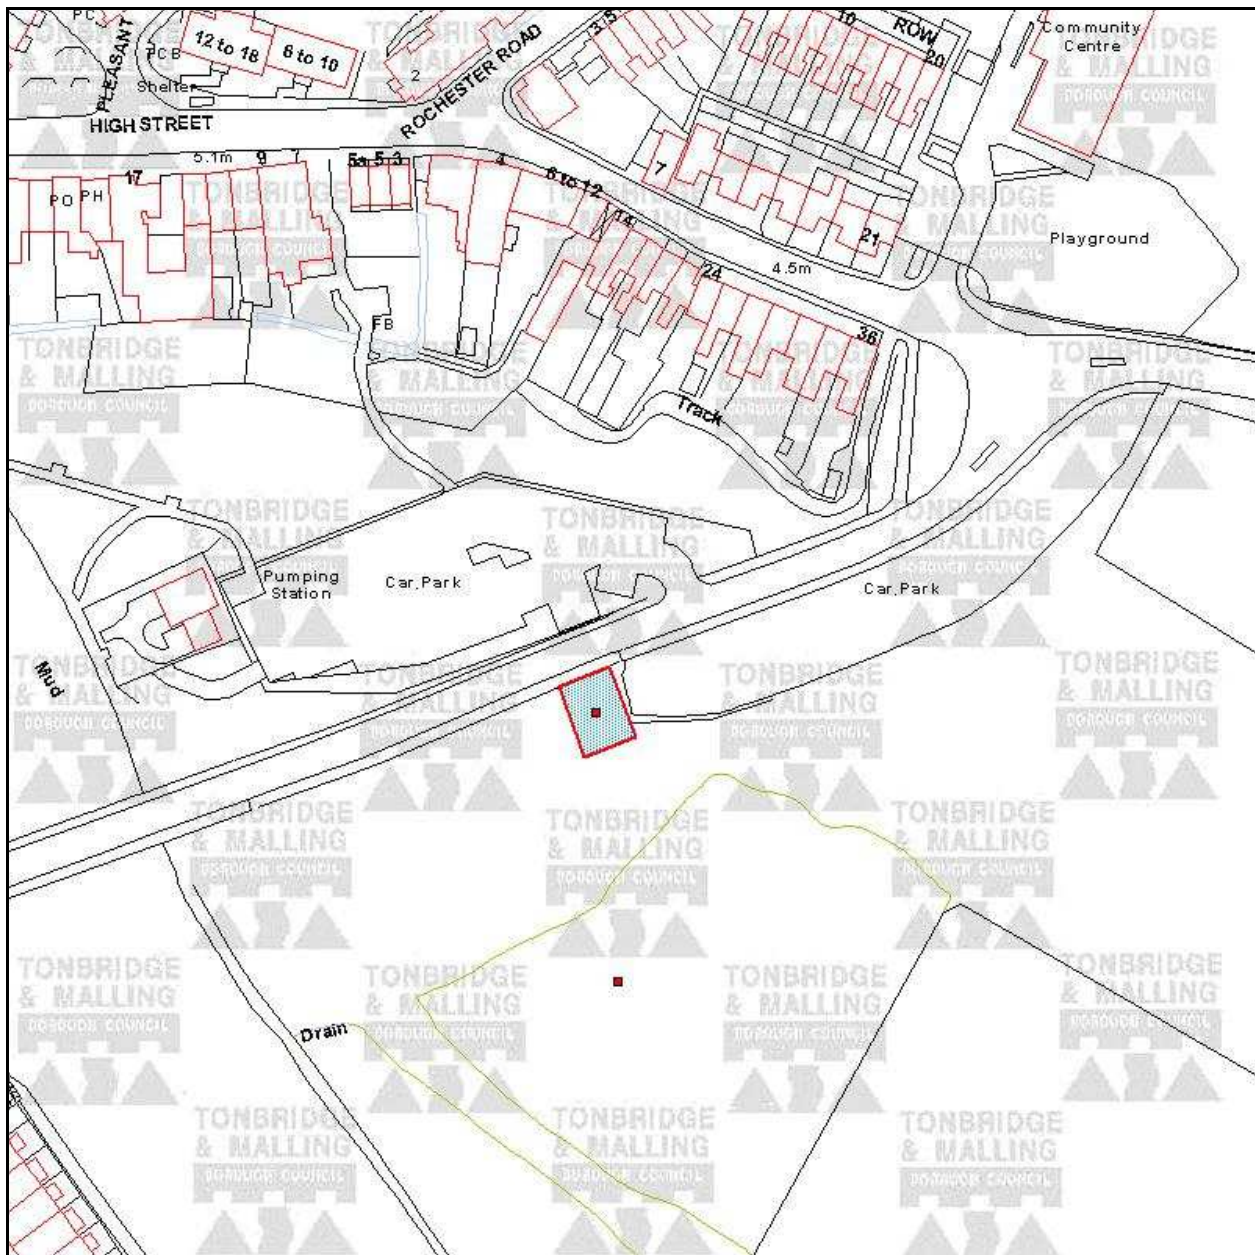 PC
PLEASANT
TCB
12 to 18
6 to 10
Shelter
2
ROCHESTER ROAD
3
5
10
ROW
20
Community
Centre
HIGH STREET
5.1m
9
7
5a
5
3
4
6 to 12
14
7
21
Playground
17
PO
PH
24
4.5m
36
FB
Track
Pumping
Station
Car Park
Car Park
Mud
Drain
TONBRIDGE
& MALLING
BOROUGH COUNCIL